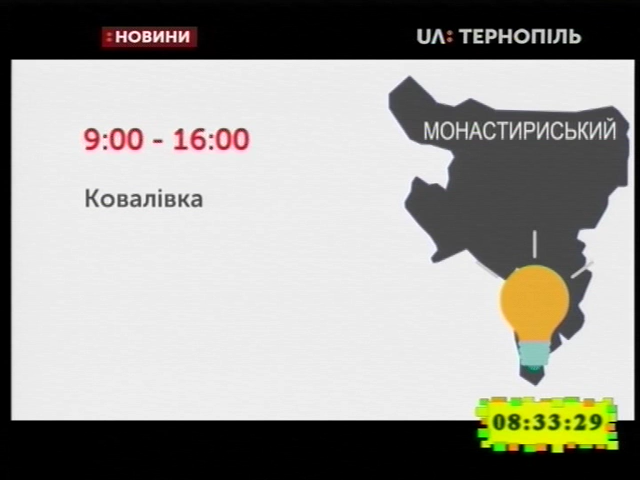 :НОВИНИ
UA: ТЕРНОПІЛЬ
9:00 - 16:00
МОНАСТИРИСЬКИЙ
Ковалівка
08:33:29